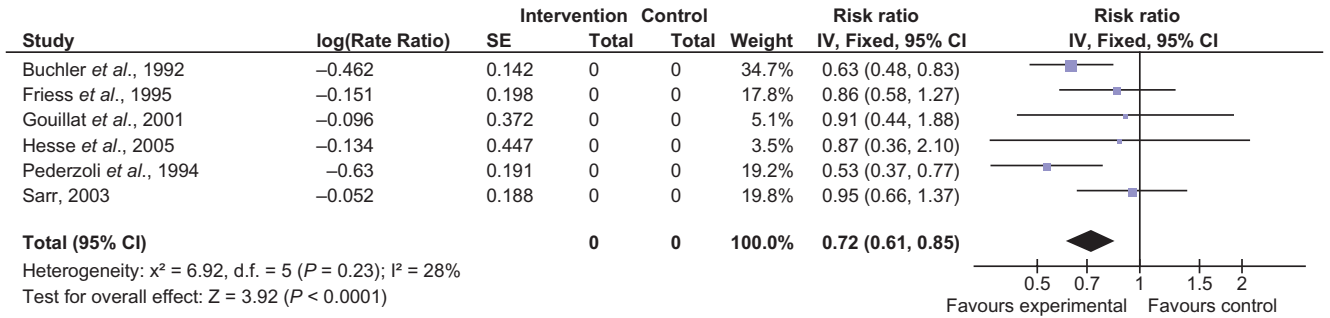 Intervention Control Risk ratio Risk ratio
Study log(Rate Ratio) SE Total Total Weight IV, Fixed, 95% CI IV, Fixed, 95% CI
Buchler et al., 1992 –0.462 0.142 0 0 34.7% 0.63 (0.48, 0.83)
Friess et al., 1995 –0.151 0.198 0 0 17.8% 0.86 (0.58, 1.27)
Gouillat et al., 2001 –0.096 0.372 0 0 5.1% 0.91 (0.44, 1.88)
Hesse et al., 2005 –0.134 0.447 0 0 3.5% 0.87 (0.36, 2.10)
Pederzoli et al., 1994 –0.63 0.191 0 0 19.2% 0.53 (0.37, 0.77)
Sarr, 2003 –0.052 0.188 0 0 19.8% 0.95 (0.66, 1.37)
Total (95% CI) 0 0 100.0% 0.72 (0.61, 0.85)
Heterogeneity: x² = 6.92, d.f. = 5 (P = 0.23); I² = 28%
Test for overall effect: Z = 3.92 (P < 0.0001)
0.5 0.7 1 1.5 2
Favours experimental Favours control